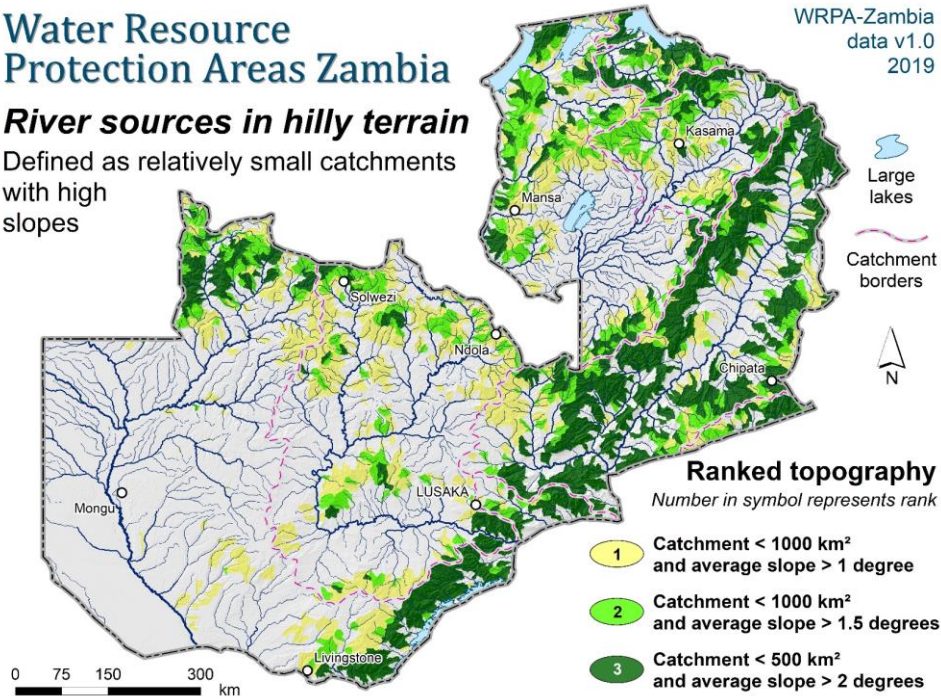 Water Resource
Protection Areas Zambia
River sources in hilly terrain
Defined as relatively small catchments
with high
slopes
WRPA-Zambia
data v1.0
2019
Kasama
Large
lakes
Mansa
Catchment
borders
Solwezi
Ndola
N
Chipata
Mongu
LUSAKA
Ranked topography
Number in symbol represents rank
1 Catchment < 1000 km²
and average slope > 1 degree
2 Catchment < 1000 km²
and average slope > 1.5 degrees
3 Catchment < 500 km²
and average slope > 2 degrees
Livingstone
0 75 150 300
km